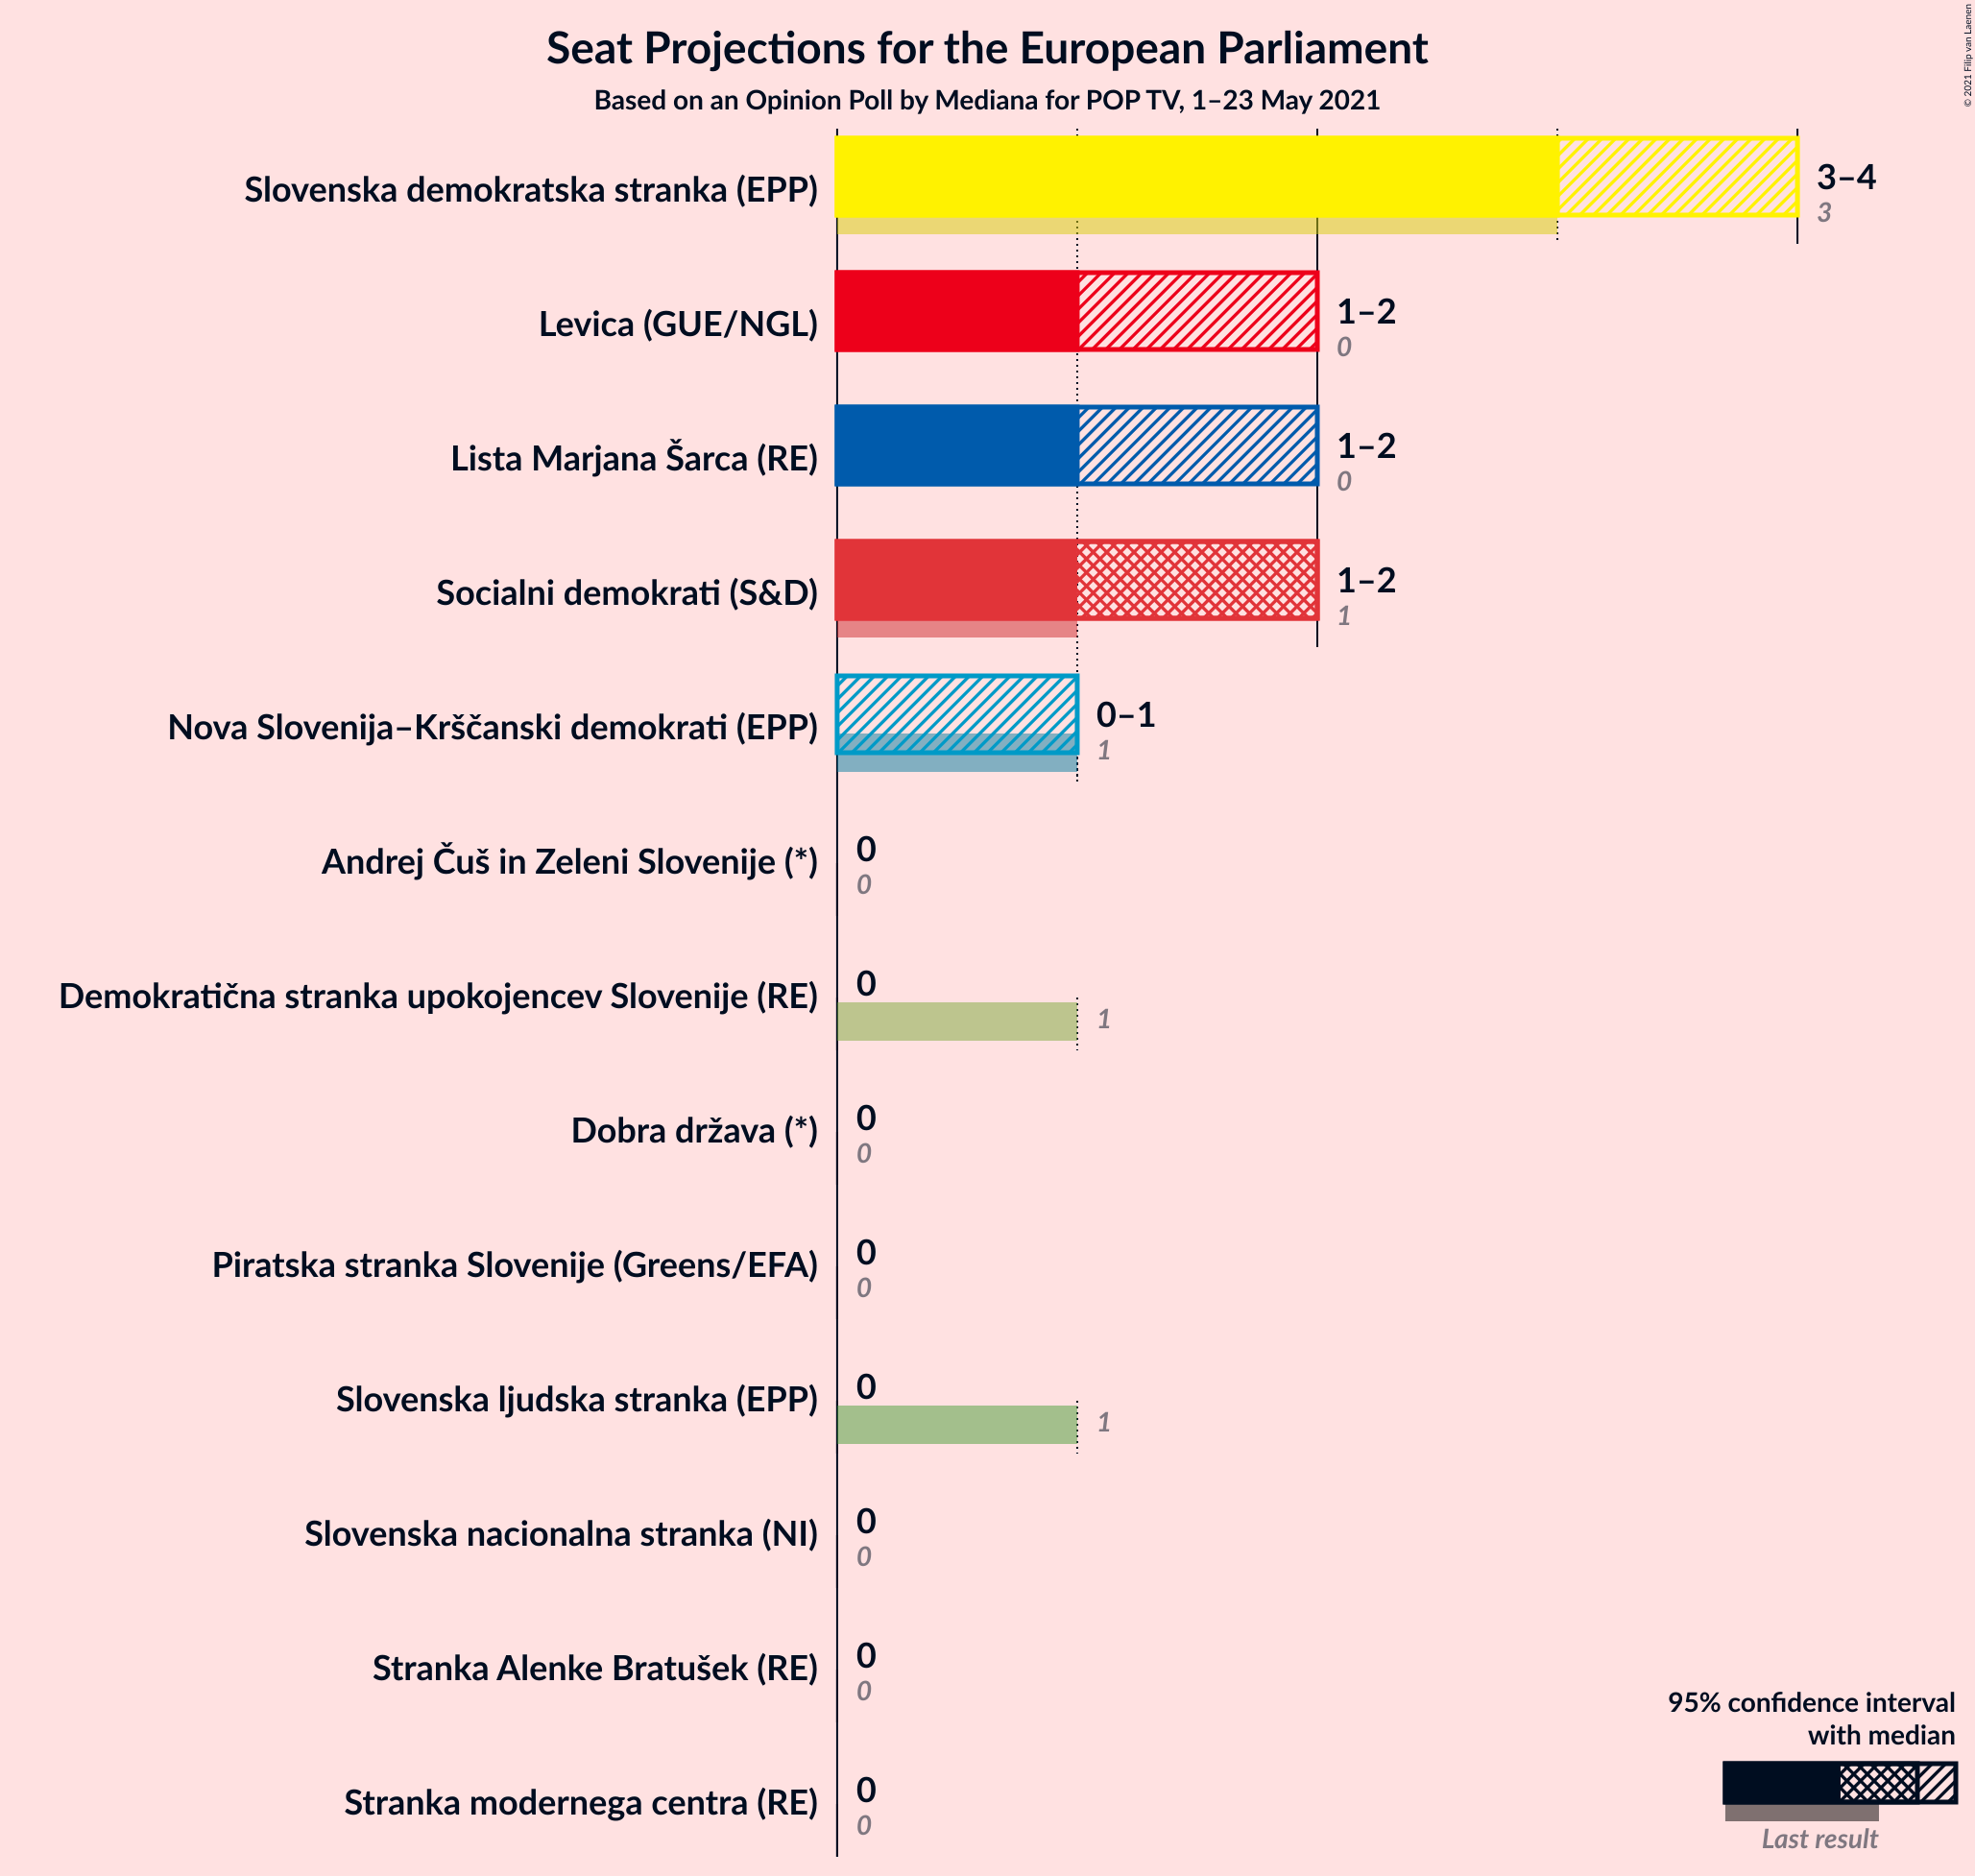 Seat Projections for the European Parliament
Based on an Opinion Poll by Mediana for POP TV, 1–23 May 2021
© 2021 Filip van Laenen
Slovenska demokratska stranka (EPP)
3–4
3
Levica (GUE/NGL)
1–2
0
Lista Marjana Šarca (RE)
1–2
0
Socialni demokrati (S&D)
1–2
1
Nova Slovenija–Krščanski demokrati (EPP)
0–1
1
Andrej Čuš in Zeleni Slovenije (*)
0
0
Demokratična stranka upokojencev Slovenije (RE)
0
1
Dobra država (*)
0
0
Piratska stranka Slovenije (Greens/EFA)
0
0
Slovenska ljudska stranka (EPP)
0
1
Slovenska nacionalna stranka (NI)
0
0
Stranka Alenke Bratušek (RE)
0
0
Stranka modernega centra (RE)
0
0
95% confidence interval
with median
Last result